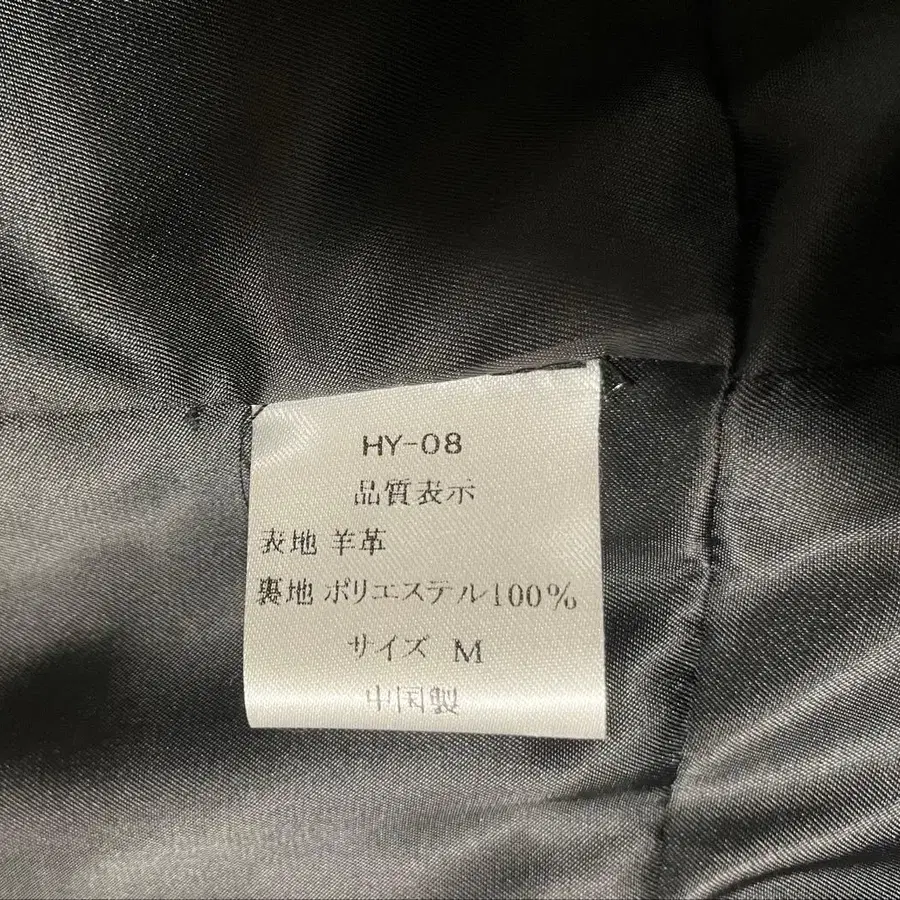 HY-08
品質表示
表地 羊革
裏地 ポリエステル100%
サイズ M
中国製